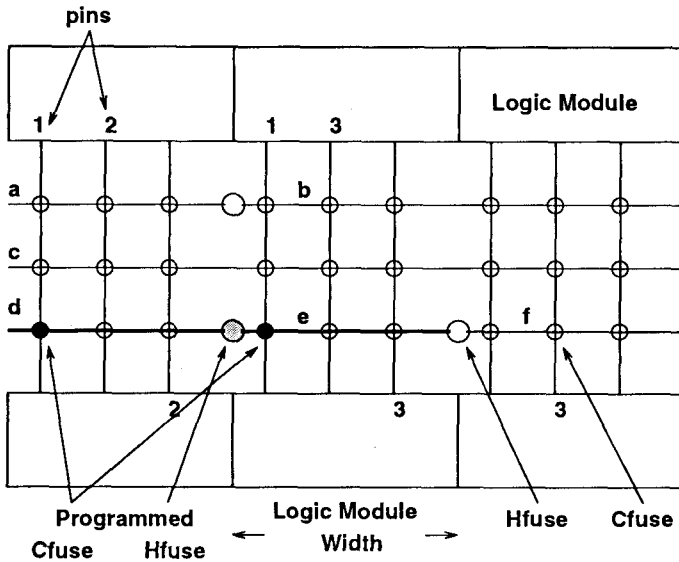 pins
Logic Module
1 2 1 3
a b
c
d e f
2 3 3
Programmed Logic Module Hfuse Cfuse
Cfuse Hfuse Width